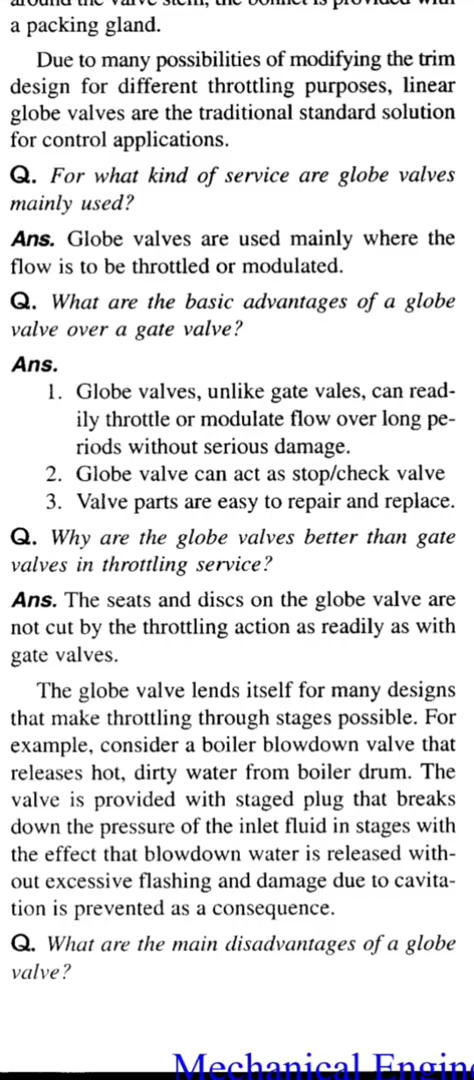 around the valve stem, the bonnet is provided with
a packing gland.
Due to many possibilities of modifying the trim
design for different throttling purposes, linear
globe valves are the traditional standard solution
for control applications.
Q. For what kind of service are globe valves
mainly used?
Ans. Globe valves are used mainly where the
flow is to be throttled or modulated.
Q. What are the basic advantages of a globe
valve over a gate valve?
Ans.
1. Globe valves, unlike gate vales, can read-
ily throttle or modulate flow over long pe-
riods without serious damage.
2. Globe valve can act as stop/check valve
3. Valve parts are easy to repair and replace.
Q. Why are the globe valves better than gate
valves in throttling service?
Ans. The seats and discs on the globe valve are
not cut by the throttling action as readily as with
gate valves.
The globe valve lends itself for many designs
that make throttling through stages possible. For
example, consider a boiler blowdown valve that
releases hot, dirty water from boiler drum. The
valve is provided with staged plug that breaks
down the pressure of the inlet fluid in stages with
the effect that blowdown water is released with-
out excessive flashing and damage due to cavita-
tion is prevented as a consequence.
Q. What are the main disadvantages of a globe
valve?
Mechanical Engin